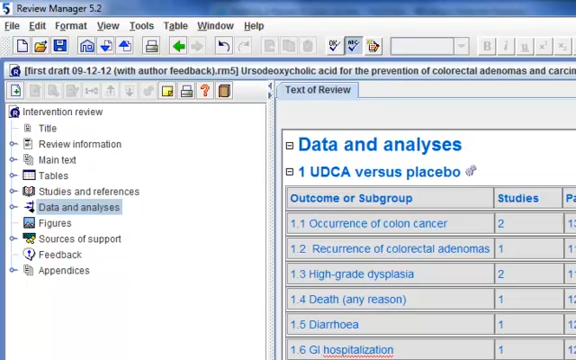 Review Manager 5.2
File Edit Format View Tools Table Window Help
[first draft 09-12-12 (with author feedback).rm5] Ursodeoxycholic acid for the prevention of colorectal adenomas and carcin
Text of Review
Intervention review
Title
Review information
Main text
Tables
Studies and references
Data and analyses
Figures
Sources of support
Feedback
Appendices
Data and analyses
1 UDCA versus placebo
Outcome or Subgroup Studies Pa
1.1 Occurrence of colon cancer 2
1.2 Recurrence of colorectal adenomas 1
1.3 High-grade dysplasia 2
1.4 Death (any reason) 1
1.5 Diarrhoea 1
1.6 GI hospitalization 1